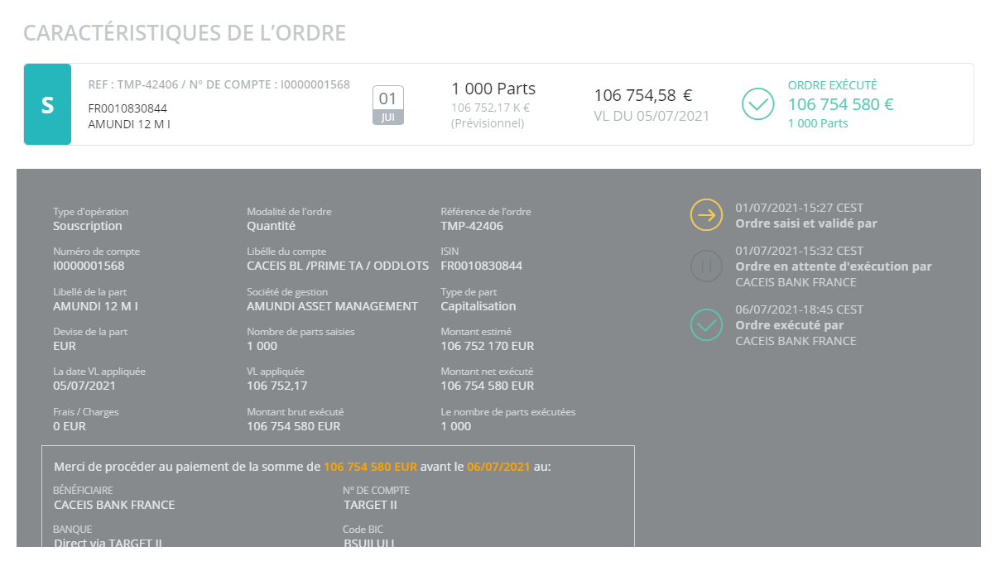 CARACTÉRISTIQUES DE L'ORDRE
S
REF : TMP-42406 / N° DE COMPTE : I0000001568
FR0010830844
AMUNDI 12 M I
01
JUI
1 000 Parts
106 752,17 K €
(Prévisionnel)
106 754,58 €
VL DU 05/07/2021
ORDRE EXÉCUTÉ
106 754 580 €
1 000 Parts
Type d'opération
Souscription
Modalité de l'ordre
Quantité
Référence de l'ordre
TMP-42406
Numéro de compte
I0000001568
Libélle du compte
CACEIS BL /PRIME TA / ODDLOTS
ISIN
FR0010830844
Libellé de la part
AMUNDI 12 M I
Société de gestion
AMUNDI ASSET MANAGEMENT
Type de part
Capitalisation
Devise de la part
EUR
Nombre de parts saisies
1 000
Montant estimé
106 752 170 EUR
La date VL appliquée
05/07/2021
VL appliquée
106 752,17
Montant net exécuté
106 754 580 EUR
Frais / Charges
0 EUR
Montant brut exécuté
106 754 580 EUR
Le nombre de parts exécutées
1 000
01/07/2021-15:27 CEST
Ordre saisi et validé par
01/07/2021-15:32 CEST
Ordre en attente d'exécution par
CACEIS BANK FRANCE
06/07/2021-18:45 CEST
Ordre exécuté par
CACEIS BANK FRANCE
Merci de procéder au paiement de la somme de 106 754 580 EUR avant le 06/07/2021 au:
BÉNÉFICIAIRE
CACEIS BANK FRANCE
N° DE COMPTE
TARGET II
BANQUE
Direct via TARGET II
Code BIC